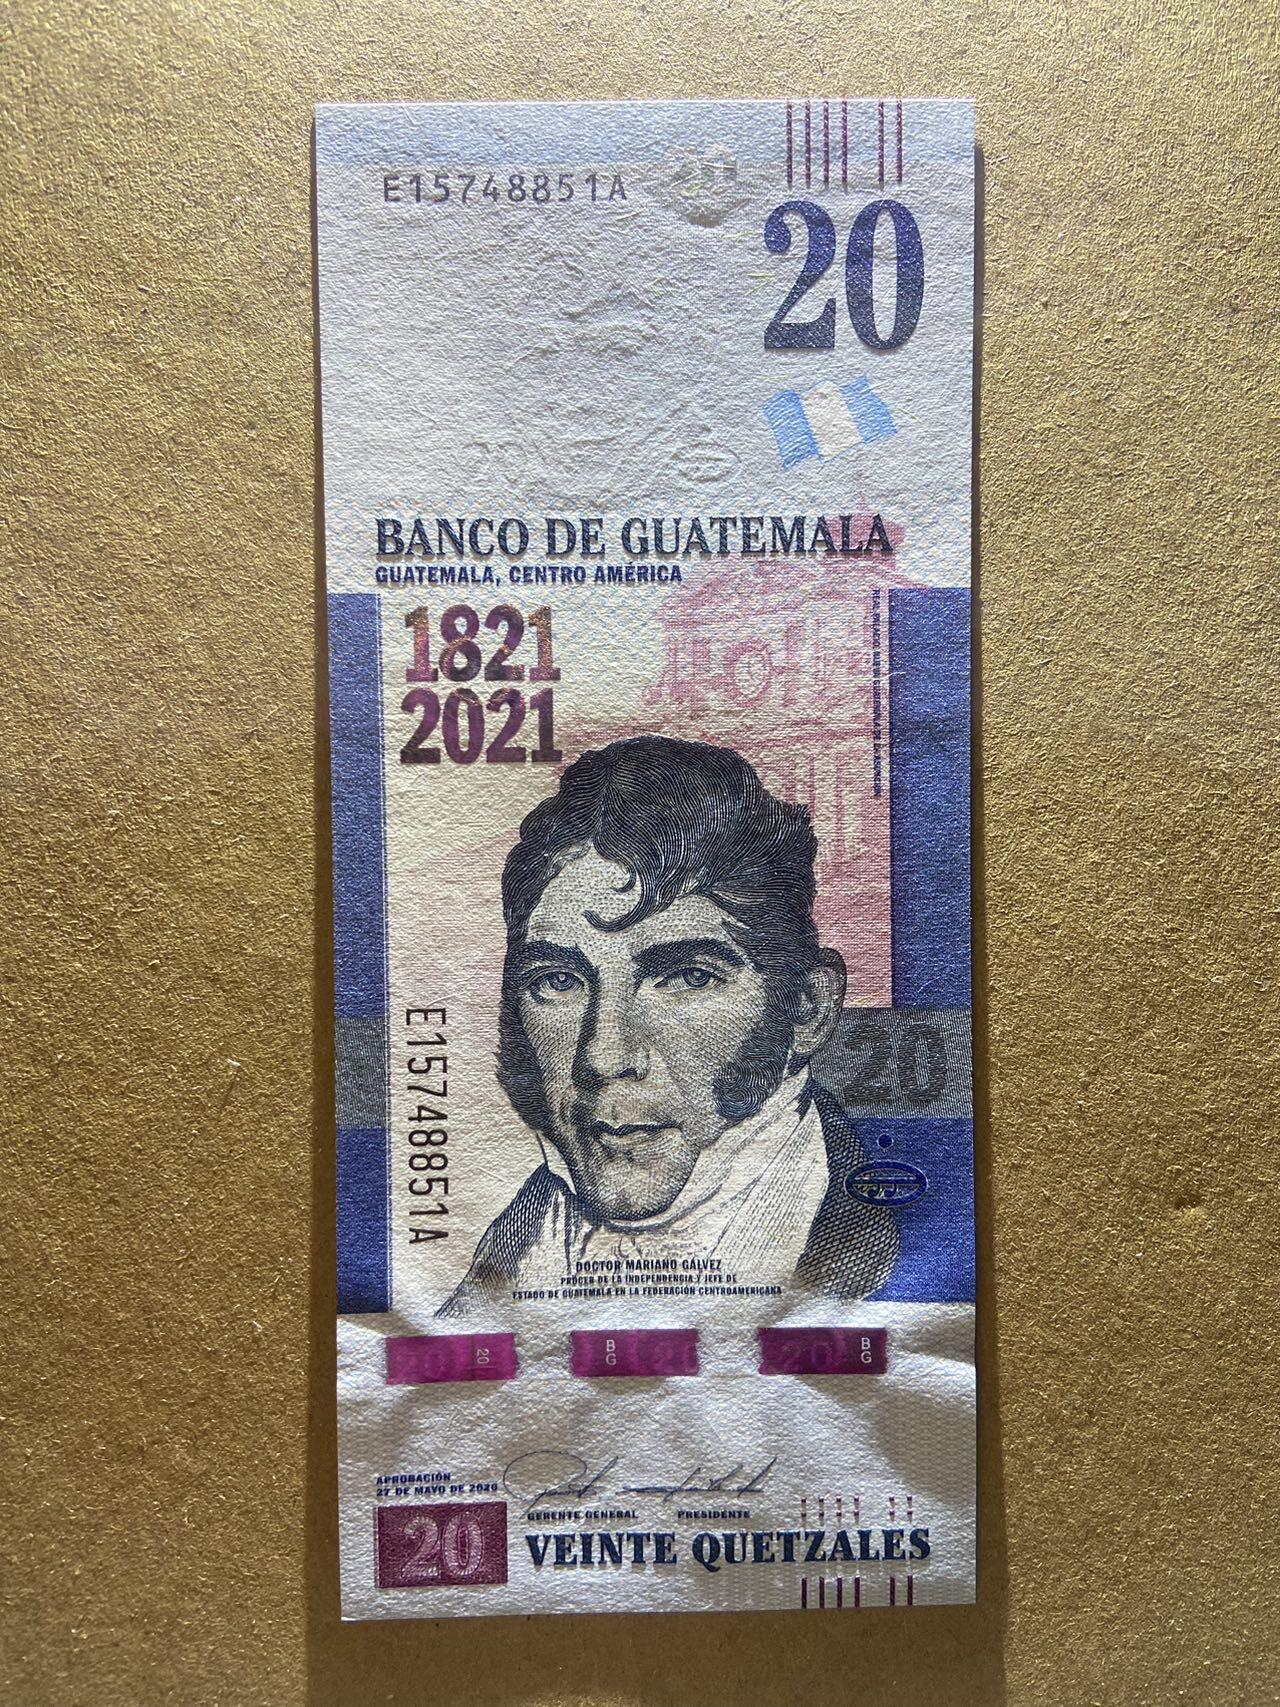 E15748851A
20
BANCO DE GUATEMALA
GUATEMALA, CENTRO AMÉRICA
1821
2021
20
E15748851A
DOCTOR MARIANO GÁLVEZ
PRÓCER DE LA INDEPENDENCIA Y JEFE DE
ESTADO DE GUATEMALA EN LA FEDERACIÓN CENTROAMERICANA
20 20
BG 20
20 BG
APROBACIÓN
27 DE MAYO DE 2020
GERENTE GENERAL PRESIDENTE
20
VEINTE QUETZALES